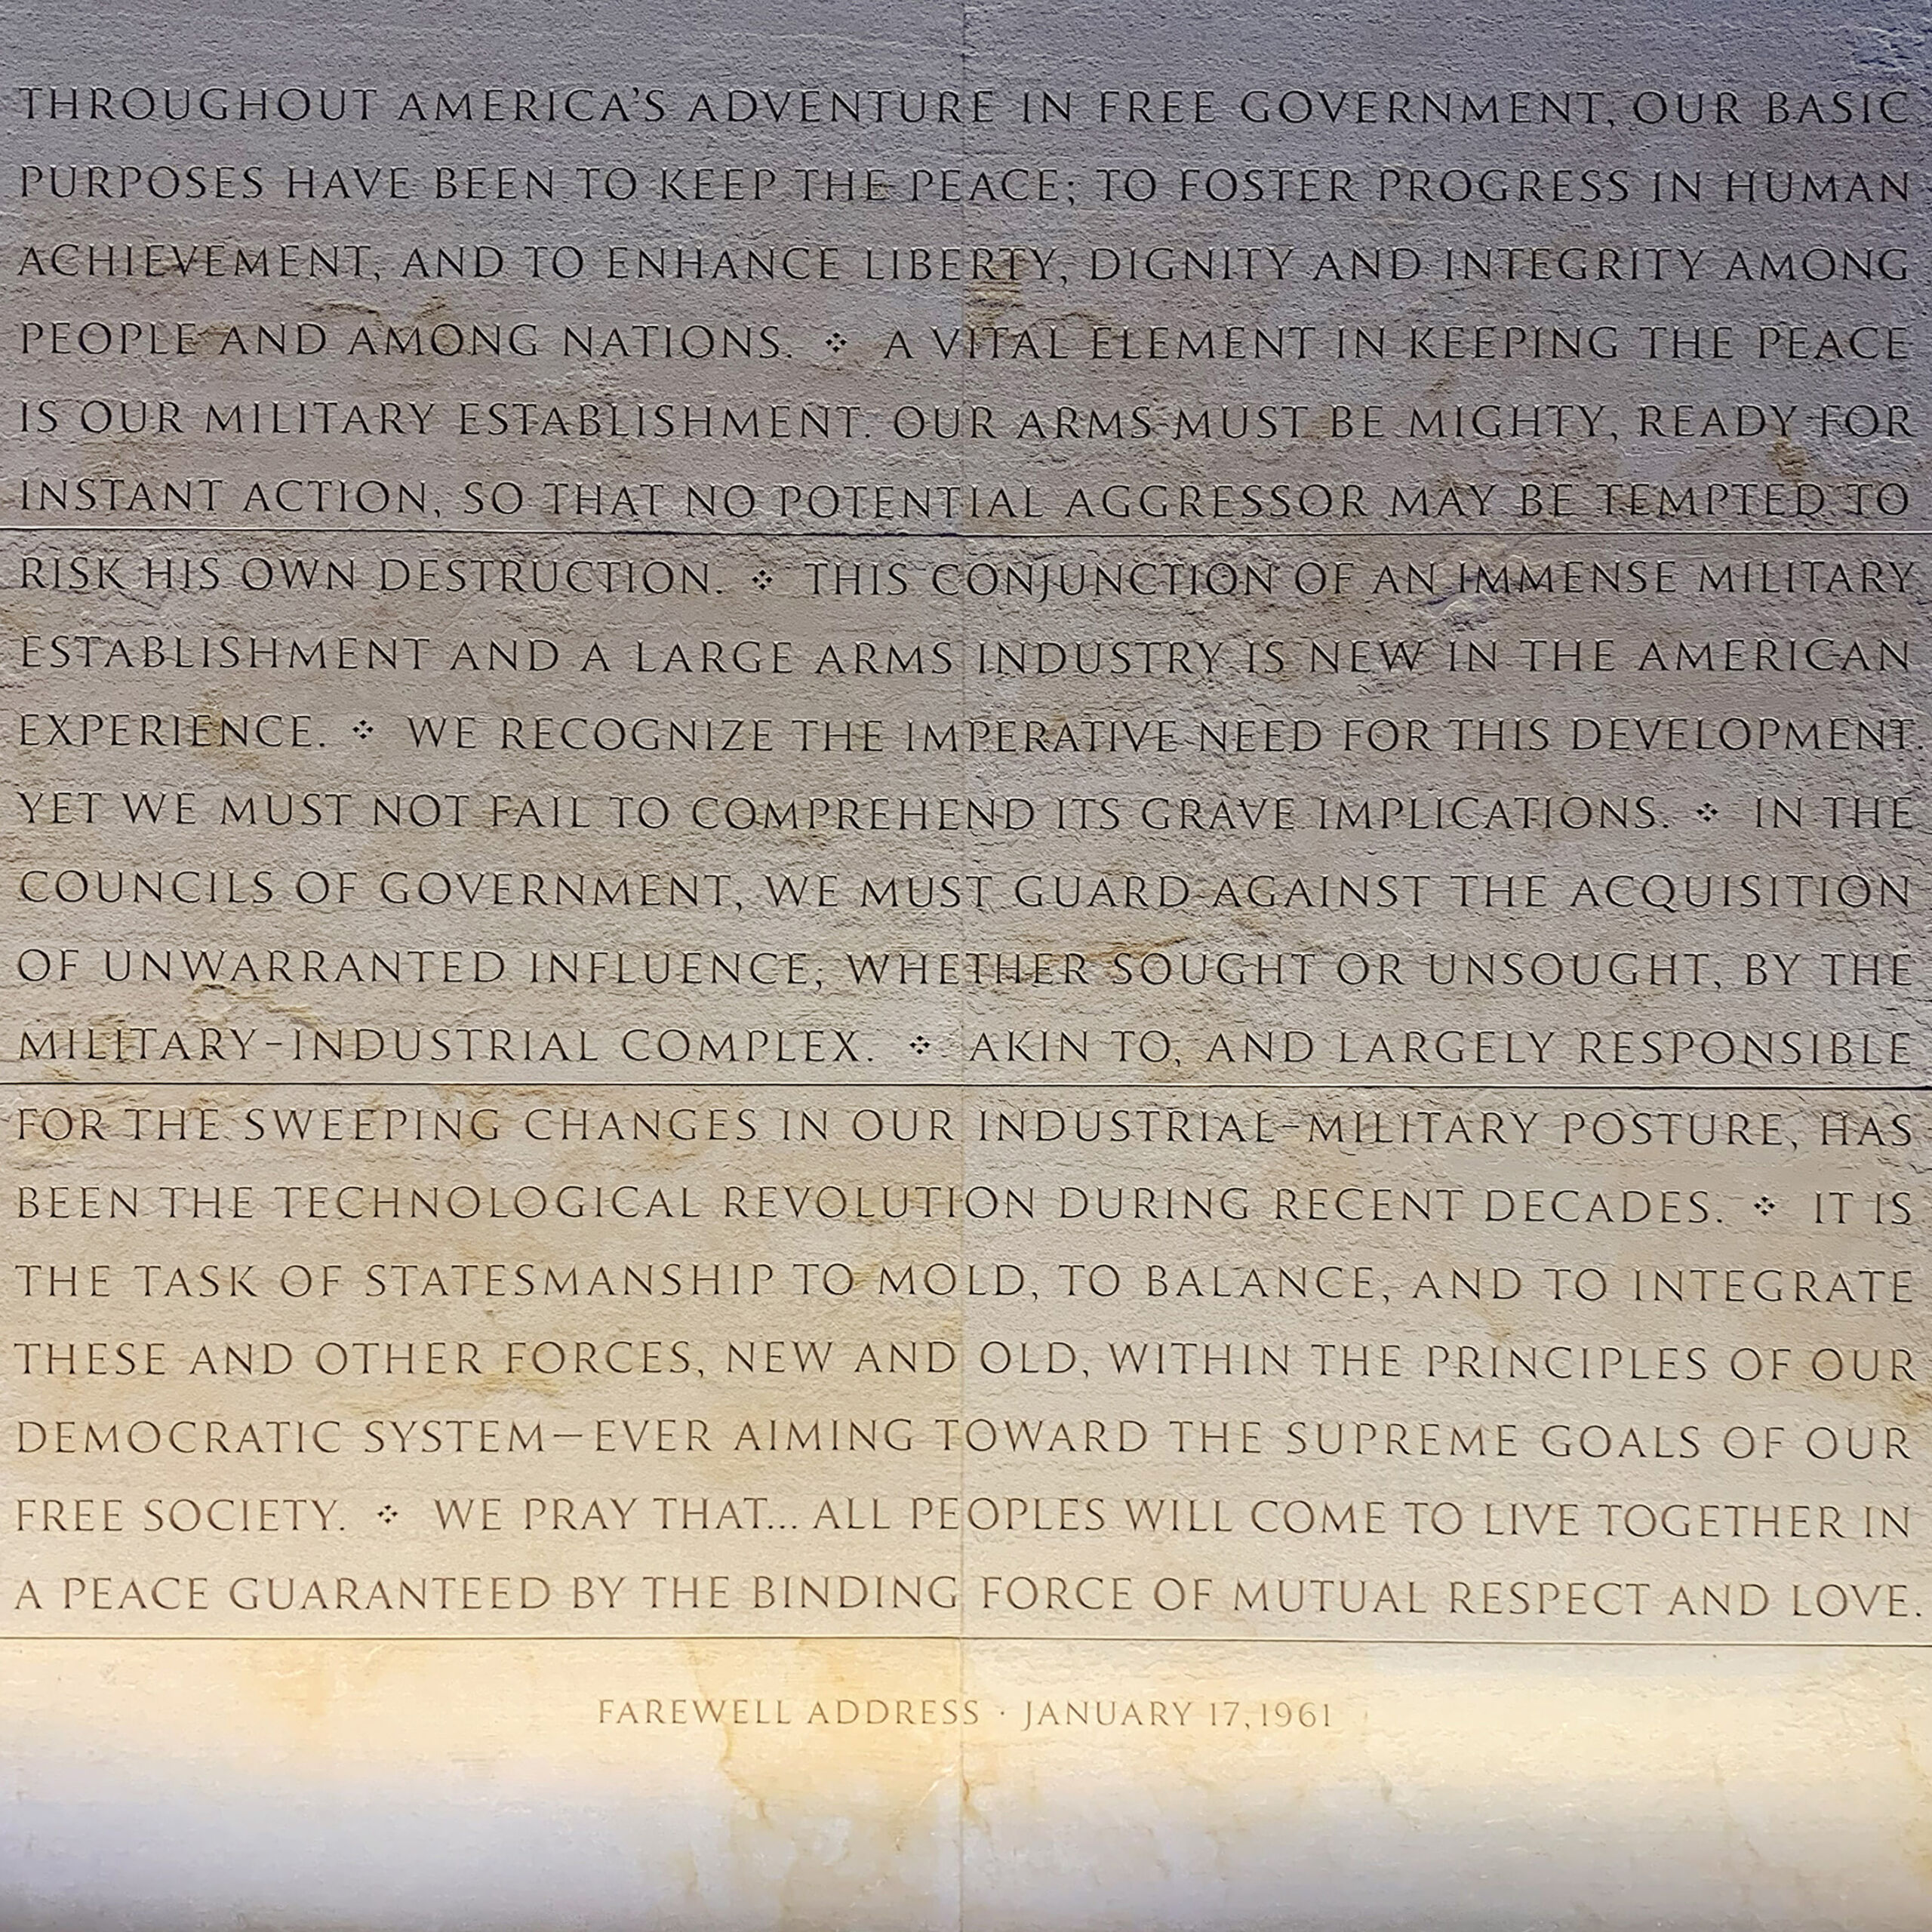 THROUGHOUT AMERICA'S ADVENTURE IN FREE GOVERNMENT, OUR BASIC
PURPOSES HAVE BEEN TO KEEP THE PEACE; TO FOSTER PROGRESS IN HUMAN
ACHIEVEMENT, AND TO ENHANCE LIBERTY, DIGNITY AND INTEGRITY AMONG
PEOPLE AND AMONG NATIONS. ⁘ A VITAL ELEMENT IN KEEPING THE PEACE
IS OUR MILITARY ESTABLISHMENT. OUR ARMS MUST BE MIGHTY, READY FOR
INSTANT ACTION, SO THAT NO POTENTIAL AGGRESSOR MAY BE TEMPTED TO
RISK HIS OWN DESTRUCTION. ⁘ THIS CONJUNCTION OF AN IMMENSE MILITARY
ESTABLISHMENT AND A LARGE ARMS INDUSTRY IS NEW IN THE AMERICAN
EXPERIENCE. ⁘ WE RECOGNIZE THE IMPERATIVE NEED FOR THIS DEVELOPMENT.
YET WE MUST NOT FAIL TO COMPREHEND ITS GRAVE IMPLICATIONS. ⁘ IN THE
COUNCILS OF GOVERNMENT, WE MUST GUARD AGAINST THE ACQUISITION
OF UNWARRANTED INFLUENCE, WHETHER SOUGHT OR UNSOUGHT, BY THE
MILITARY-INDUSTRIAL COMPLEX. ⁘ AKIN TO, AND LARGELY RESPONSIBLE
FOR THE SWEEPING CHANGES IN OUR INDUSTRIAL-MILITARY POSTURE, HAS
BEEN THE TECHNOLOGICAL REVOLUTION DURING RECENT DECADES. ⁘ IT IS
THE TASK OF STATESMANSHIP TO MOLD, TO BALANCE, AND TO INTEGRATE
THESE AND OTHER FORCES, NEW AND OLD, WITHIN THE PRINCIPLES OF OUR
DEMOCRATIC SYSTEM—EVER AIMING TOWARD THE SUPREME GOALS OF OUR
FREE SOCIETY. ⁘ WE PRAY THAT... ALL PEOPLES WILL COME TO LIVE TOGETHER IN
A PEACE GUARANTEED BY THE BINDING FORCE OF MUTUAL RESPECT AND LOVE.
FAREWELL ADDRESS · JANUARY 17, 1961